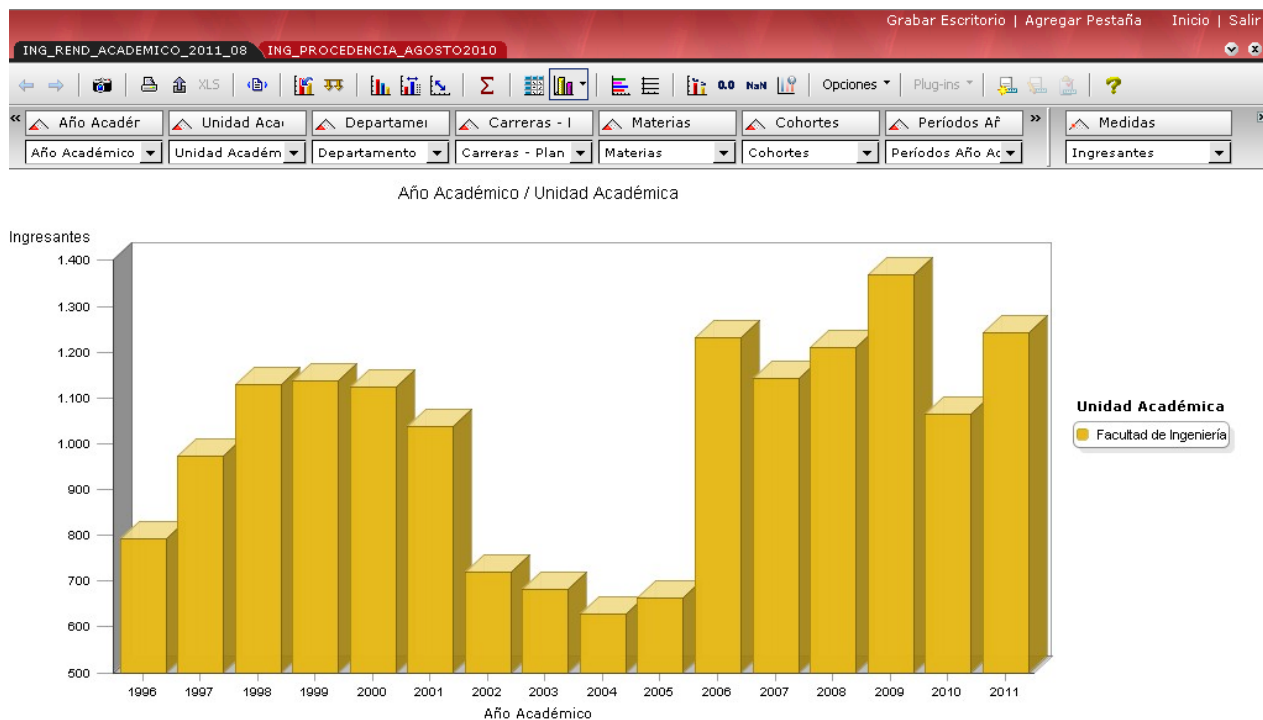 Grabar Escritorio | Agregar Pestaña Inicio | Salir
ING_REND_ACADEMICO_2011_08 ING_PROCEDENCIA_AGOSTO2010
XLS Σ 0.0 NaN Opciones Plug-ins ?
« Año Acadér Unidad Aca Departamer Carreras - I Materias Cohortes Períodos Añ » Medidas
Año Académico Unidad Académ Departamento Carreras - Plan Materias Cohortes Períodos Año Ac Ingresantes
Año Académico / Unidad Académica
Ingresantes
1.400
1.300
1.200
1.100
1.000
900
800
700
600
500
1996 1997 1998 1999 2000 2001 2002 2003 2004 2005 2006 2007 2008 2009 2010 2011
Año Académico
Unidad Académica
Facultad de Ingeniería